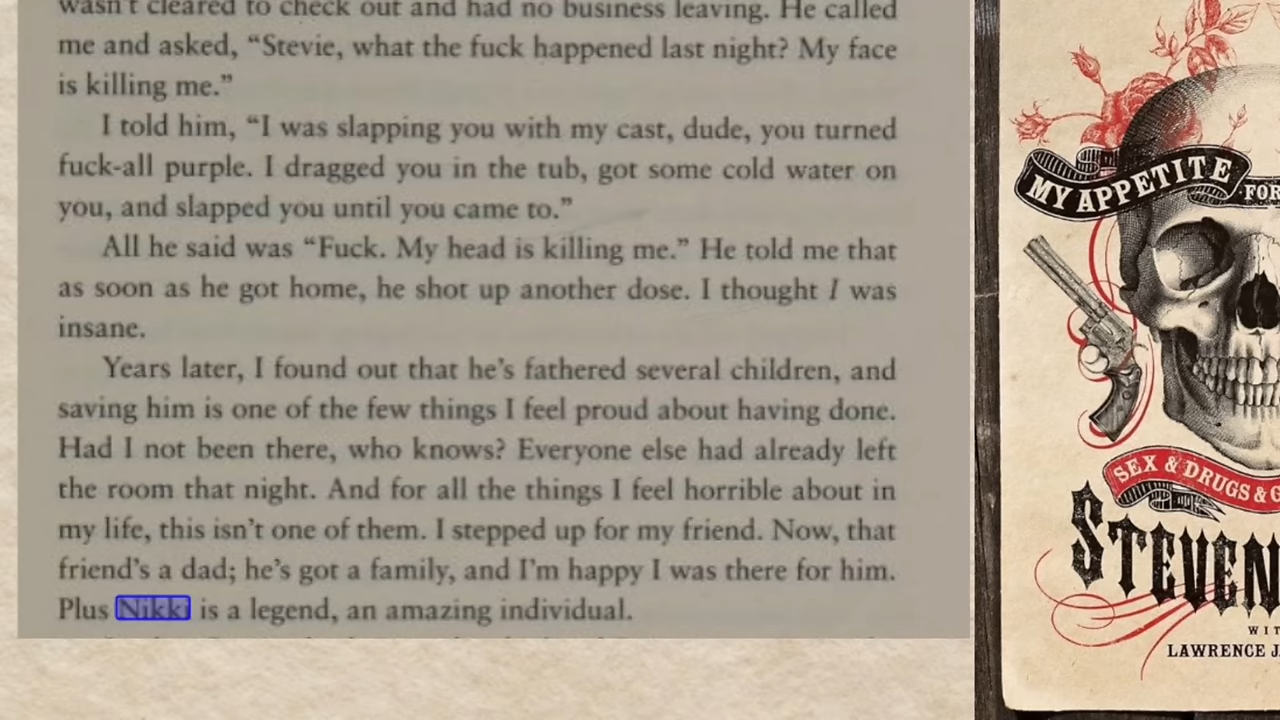 wasn't cleared to check out and had no business leaving. He called
me and asked, “Stevie, what the fuck happened last night? My face
is killing me.”
I told him, “I was slapping you with my cast, dude, you turned
fuck-all purple. I dragged you in the tub, got some cold water on
you, and slapped you until you came to.”
All he said was “Fuck. My head is killing me.” He told me that
as soon as he got home, he shot up another dose. I thought I was
insane.
Years later, I found out that he’s fathered several children, and
saving him is one of the few things I feel proud about having done.
Had I not been there, who knows? Everyone else had already left
the room that night. And for all the things I feel horrible about in
my life, this isn’t one of them. I stepped up for my friend. Now, that
friend’s a dad; he’s got a family, and I’m happy I was there for him.
Plus Nikki is a legend, an amazing individual.
MY APPETITE FOR
SEX & DRUGS &
STEVEN
LAWRENCE J